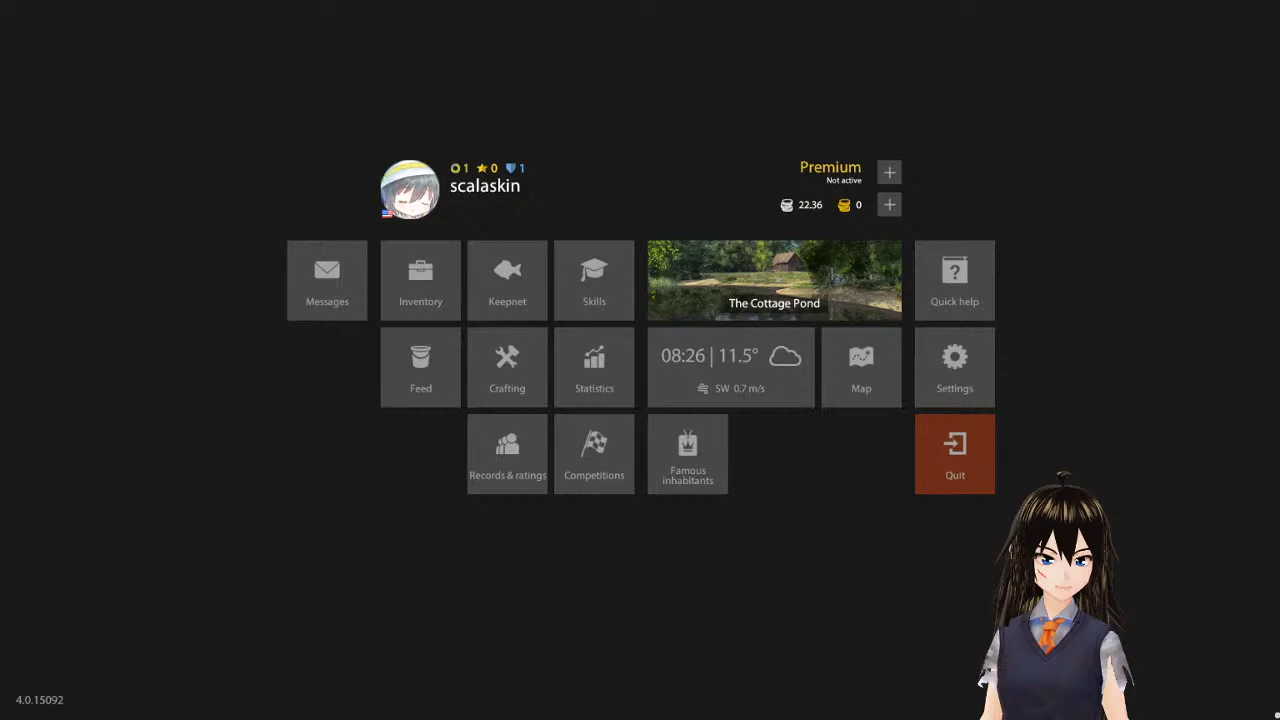 1 0 1
scalaskin
Premium
Not active
22.36 0
Messages
Inventory
Keepnet
Skills
The Cottage Pond
Quick help
Feed
Crafting
Statistics
08:26 | 11.5°
SW 0.7 m/s
Map
Settings
Records & ratings
Competitions
Famous
inhabitants
Quit
4.0.15092